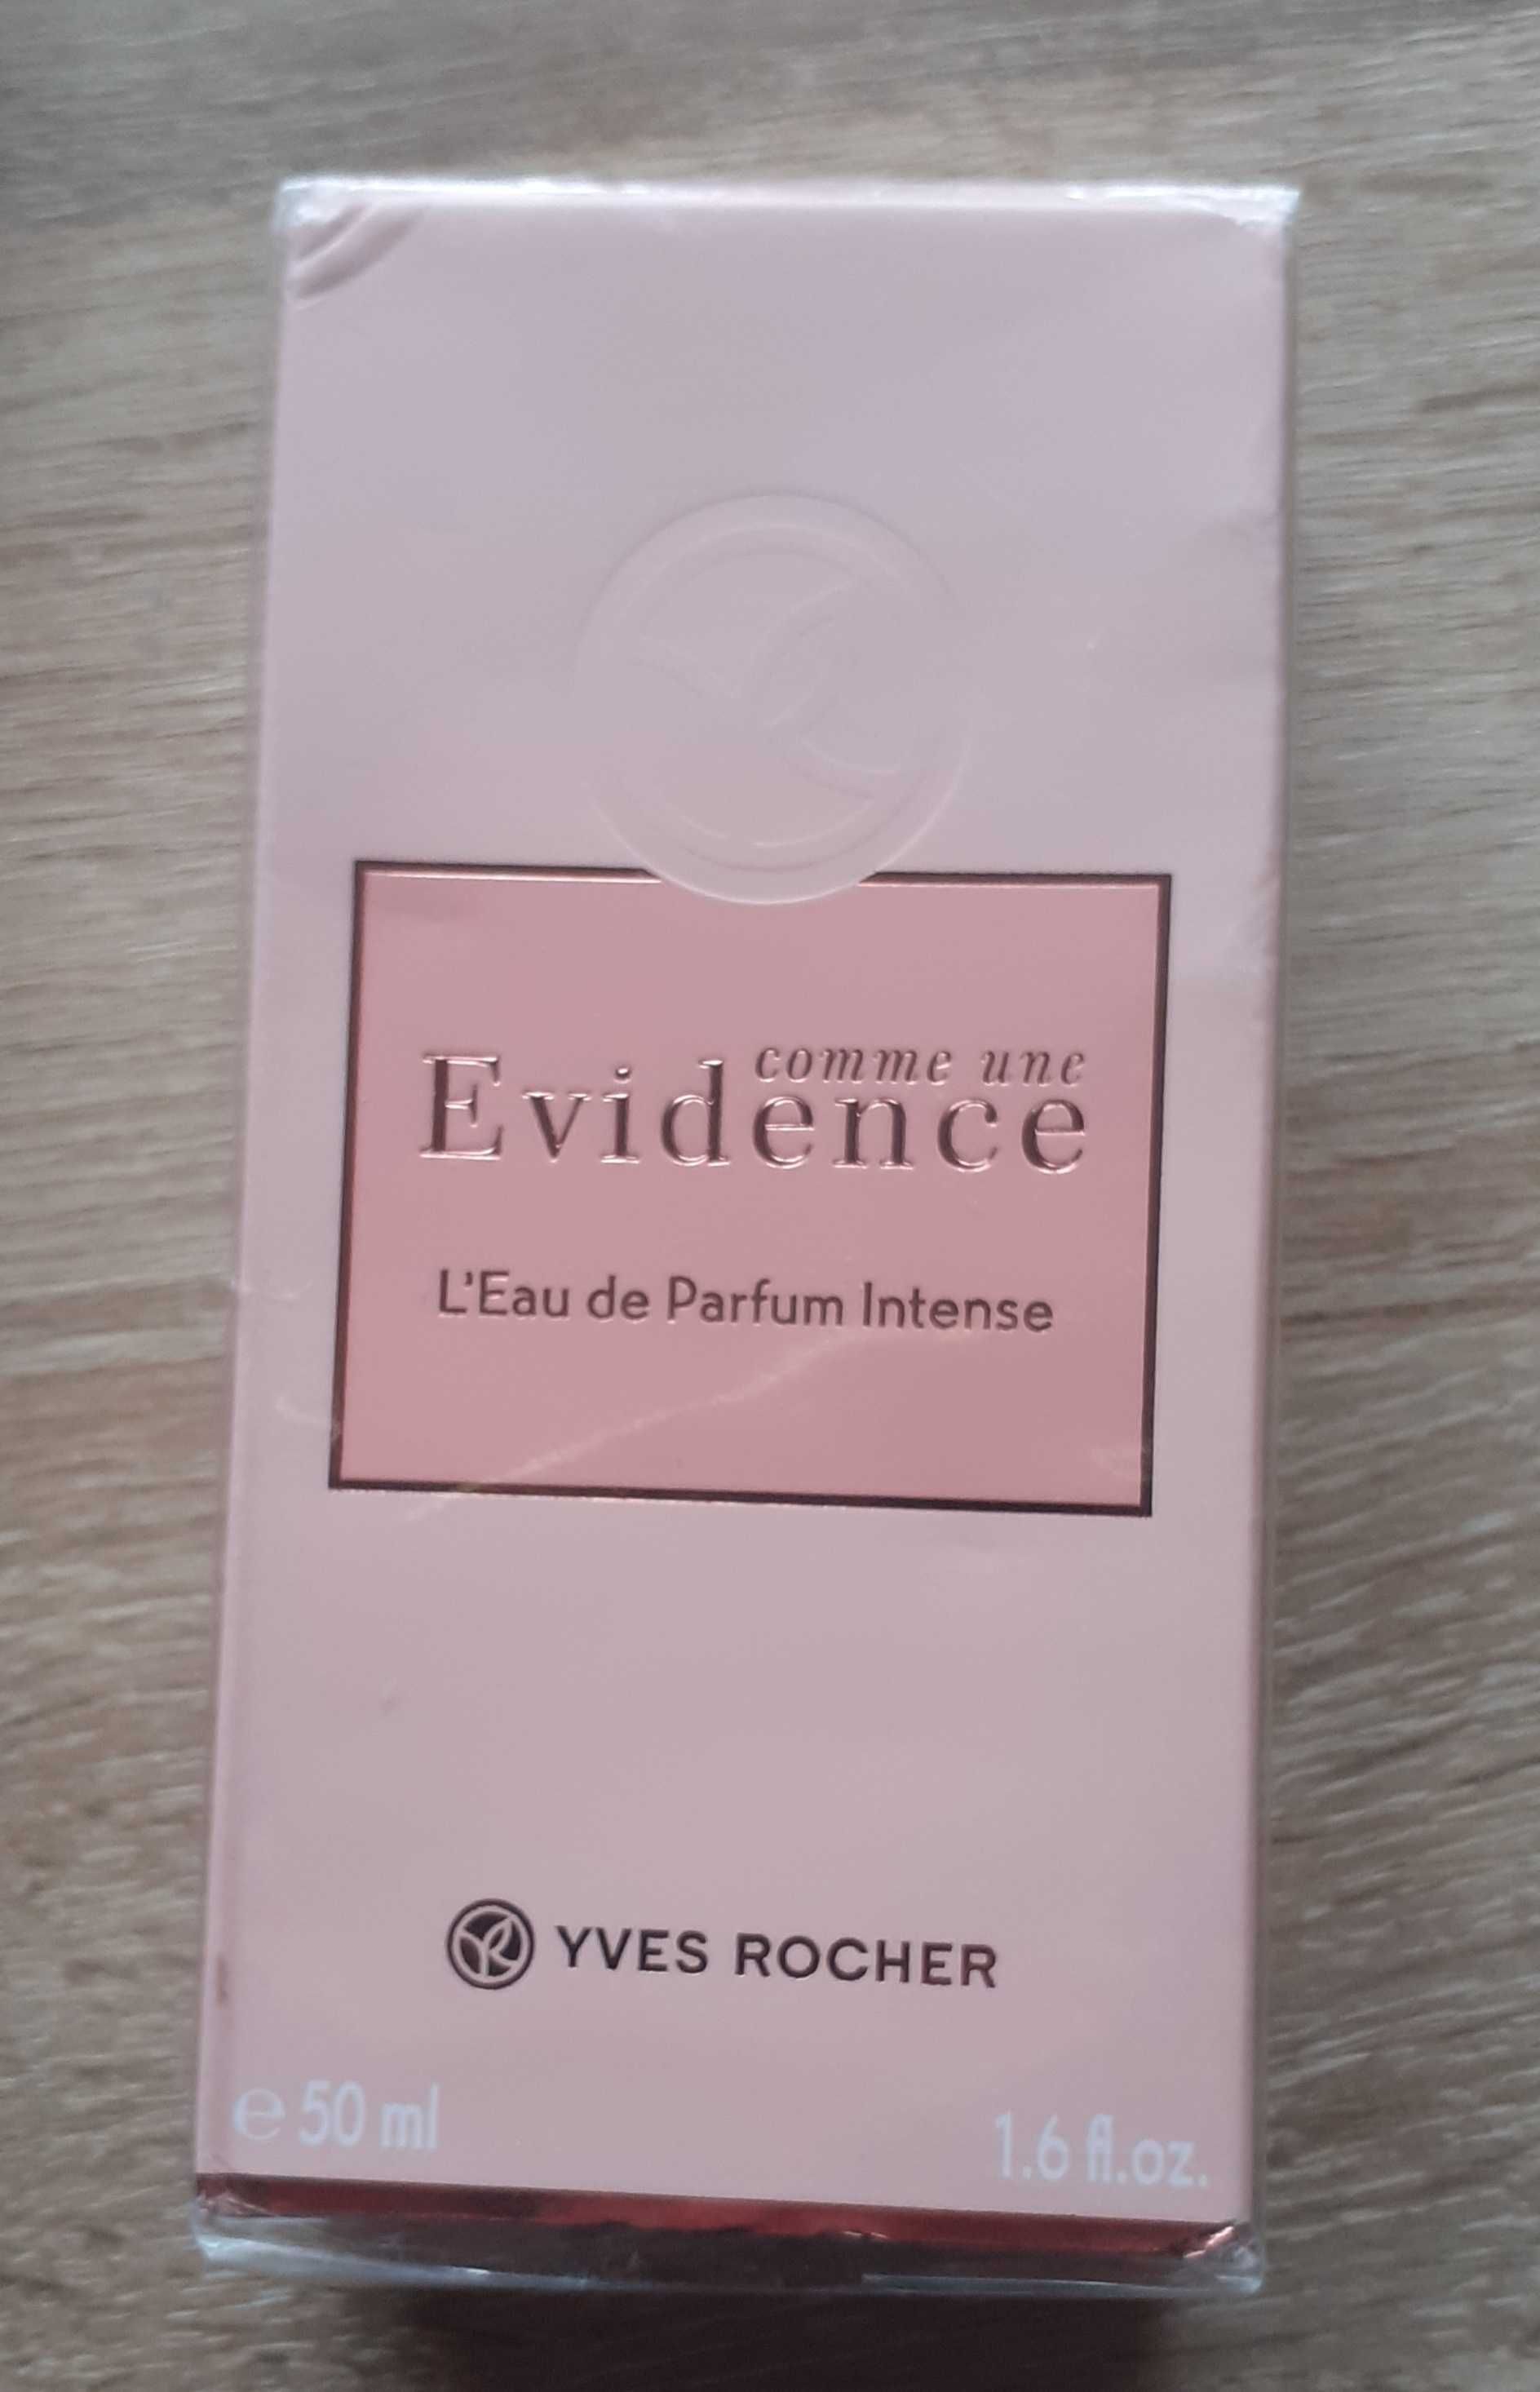 comme une
Evidence
L'Eau de Parfum Intense
YVES ROCHER
e 50 ml
1.6 fl.oz.